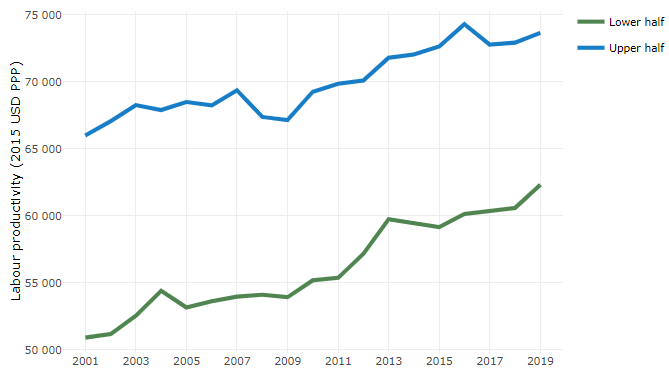 Lower half
Upper half
Labour productivity (2015 USD PPP)
75 000
70 000
65 000
60 000
55 000
50 000
2001 2003 2005 2007 2009 2011 2013 2015 2017 2019